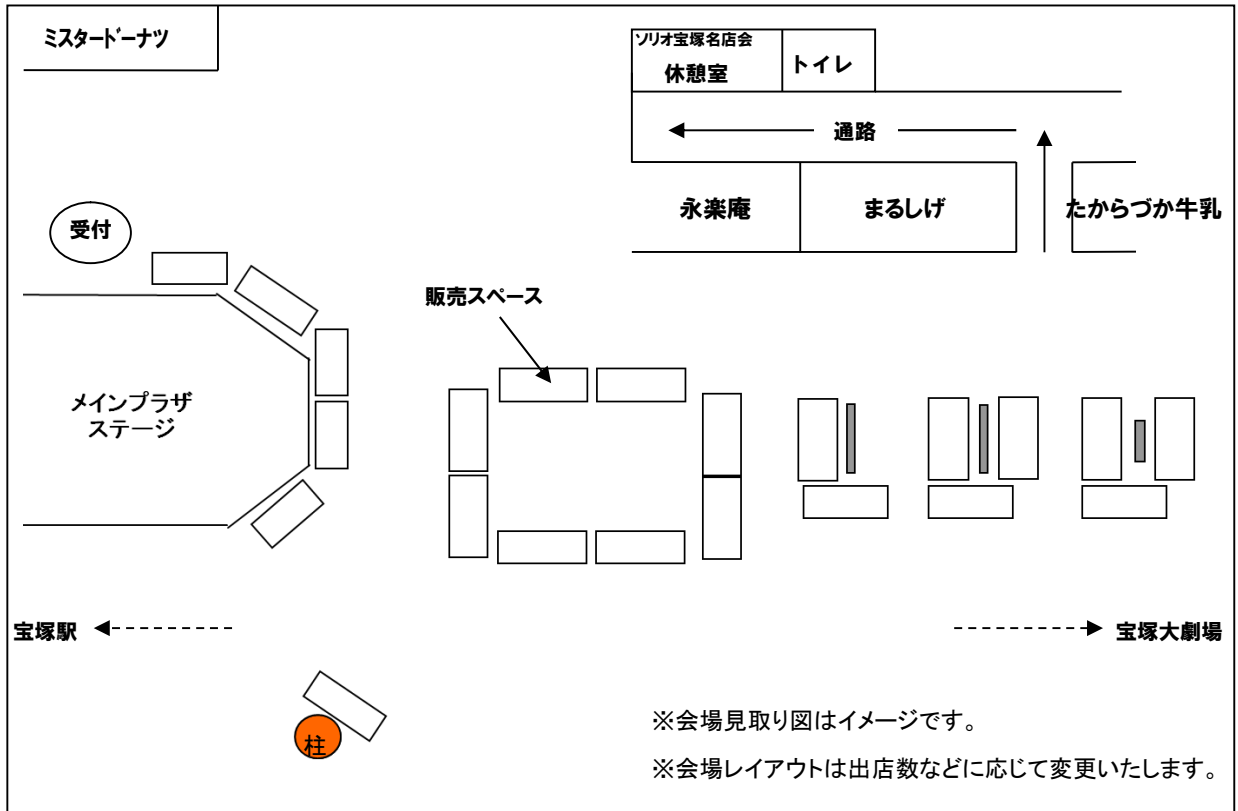 ミスタードーナツ
ソリオ宝塚名店会
休憩室
トイレ
通路
永楽庵
まるしげ
たからづか牛乳
受付
販売スペース
メインプラザ
ステージ
宝塚駅
宝塚大劇場
柱
※会場見取り図はイメージです。
※会場レイアウトは出店数などに応じて変更いたします。